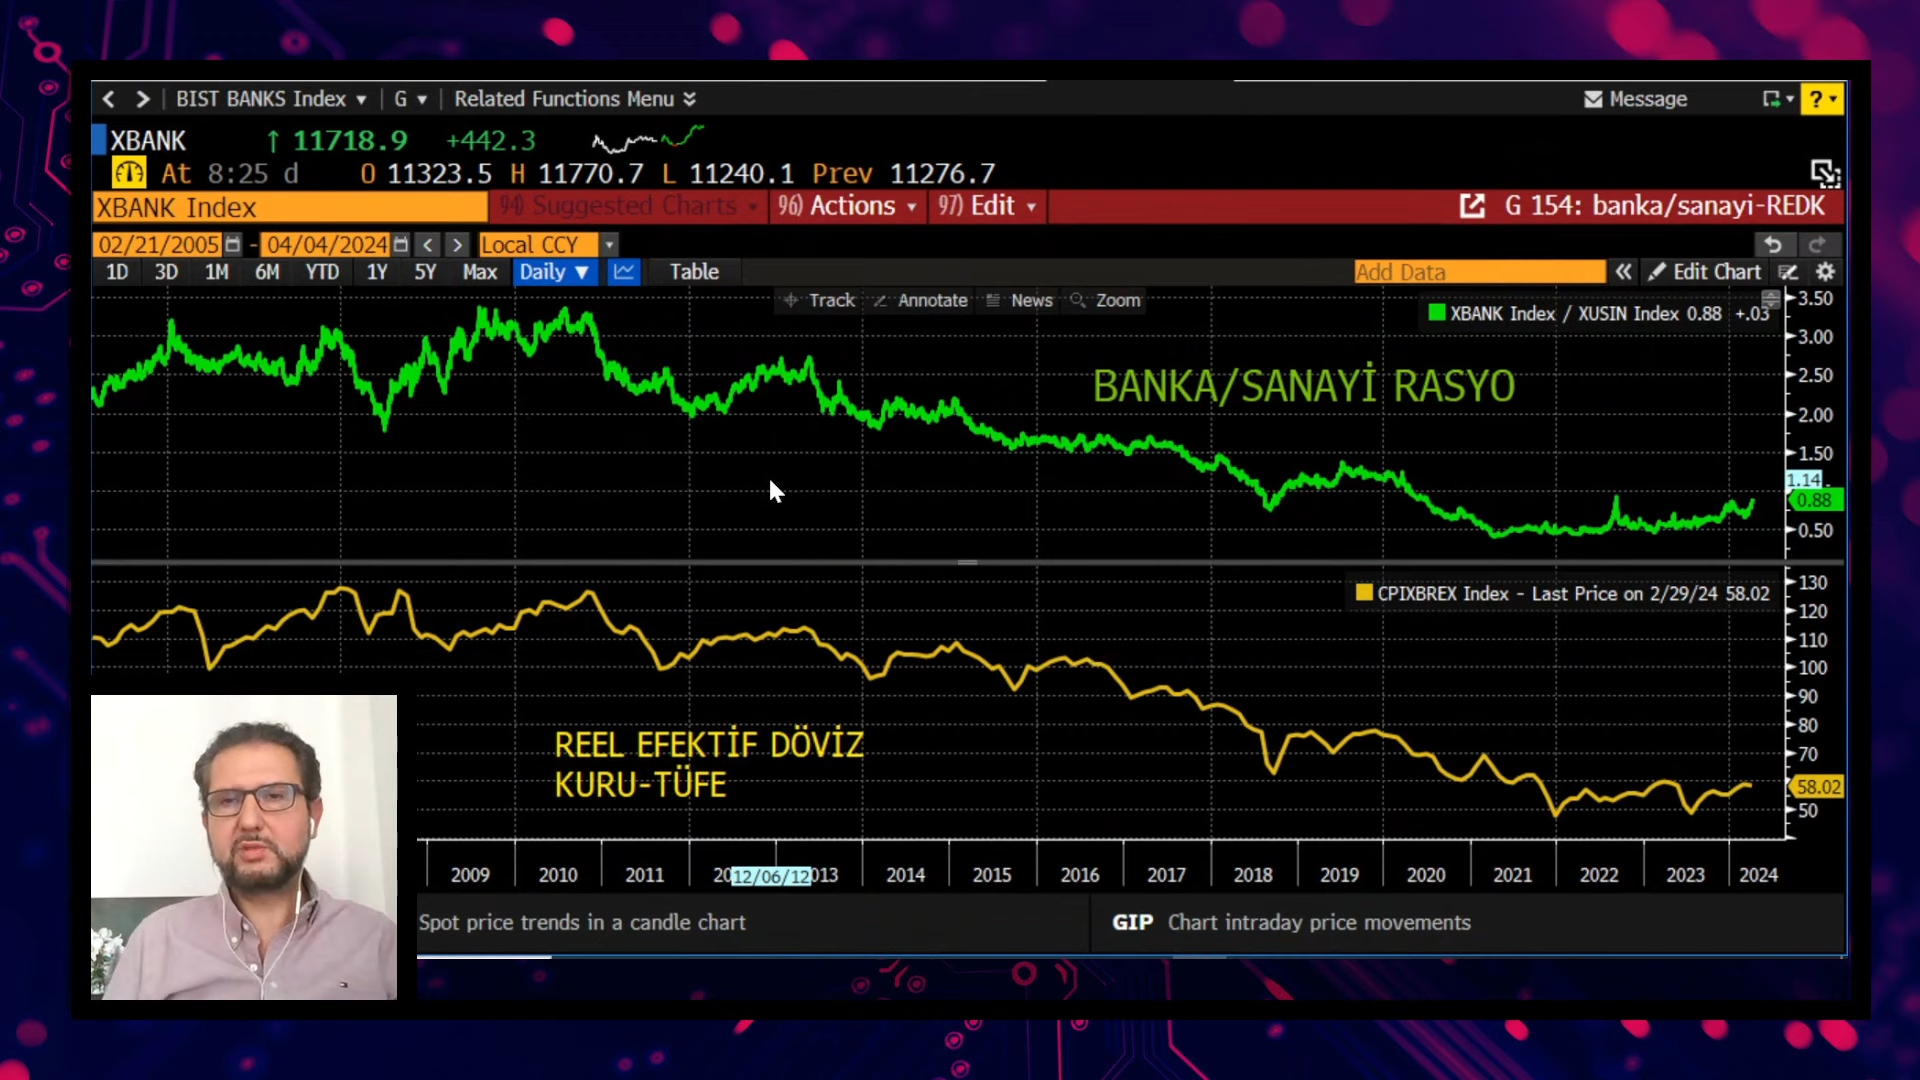 BIST BANKS Index G Related Functions Menu Message ?
XBANK 11718.9 +442.3
At 8:25 d O 11323.5 H 11770.7 L 11240.1 Prev 11276.7
XBANK Index 94) Suggested Charts 96) Actions 97) Edit G 154: banka/sanayi-REDK
02/21/2005 - 04/04/2024 Local CCY
1D 3D 1M 6M YTD 1Y 5Y Max Daily Table Add Data Edit Chart
Track Annotate News Zoom
XBANK Index / XUSIN Index 0.88 +.03
BANKA/SANAYİ RASYO
3.50
3.00
2.50
2.00
1.50
1.14
0.88
0.50
CPIXBREX Index - Last Price on 2/29/24 58.02
REEL EFEKTİF DÖVİZ
KURU-TÜFE
130
120
110
100
90
80
70
58.02
50
2009 2010 2011 20 12/06/12 013 2014 2015 2016 2017 2018 2019 2020 2021 2022 2023 2024
Spot price trends in a candle chart GIP Chart intraday price movements